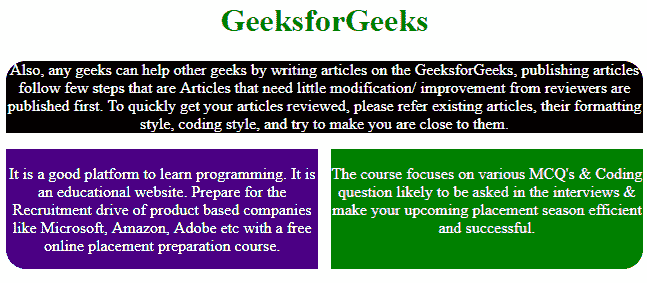 GeeksforGeeks
Also, any geeks can help other geeks by writing articles on the GeeksforGeeks, publishing articles
follow few steps that are Articles that need little modification/ improvement from reviewers are
published first. To quickly get your articles reviewed, please refer existing articles, their formatting
style, coding style, and try to make you are close to them.
It is a good platform to learn programming. It is
an educational website. Prepare for the
Recruitment drive of product based companies
like Microsoft, Amazon, Adobe etc with a free
online placement preparation course.
The course focuses on various MCQ's & Coding
question likely to be asked in the interviews &
make your upcoming placement season efficient
and successful.